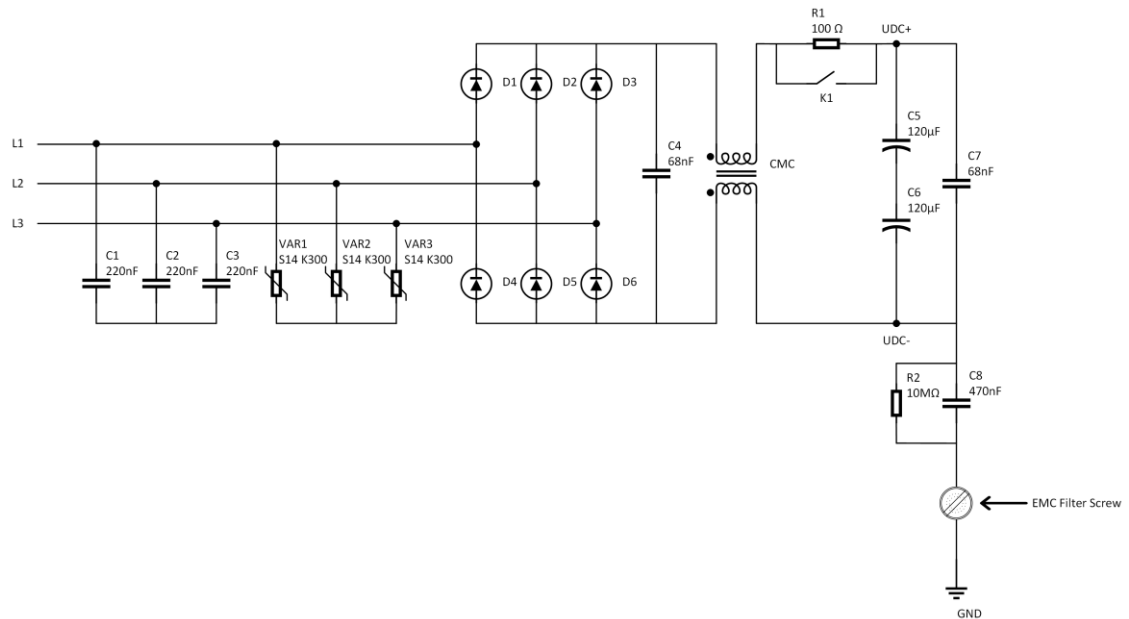 R1
100 Ω
UDC+
K1
D1
D2
D3
L1
L2
L3
C4
68nF
CMC
C5
120µF
C7
68nF
C6
120µF
C1
220nF
C2
220nF
C3
220nF
VAR1
S14 K300
VAR2
S14 K300
VAR3
S14 K300
D4
D5
D6
UDC-
R2
10MΩ
C8
470nF
EMC Filter Screw
GND